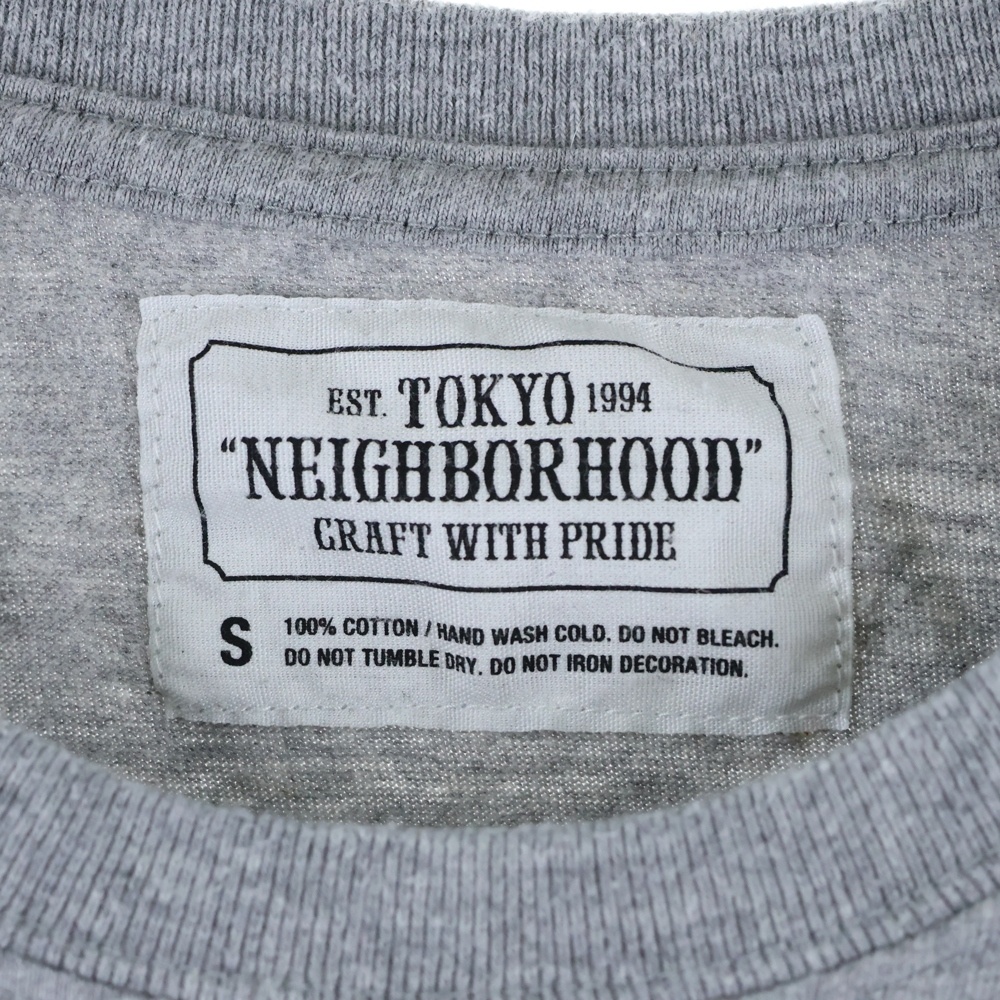 EST. TOKYO 1994
“NEIGHBORHOOD”
CRAFT WITH PRIDE
S 100% COTTON / HAND WASH COLD. DO NOT BLEACH.
DO NOT TUMBLE DRY. DO NOT IRON DECORATION.